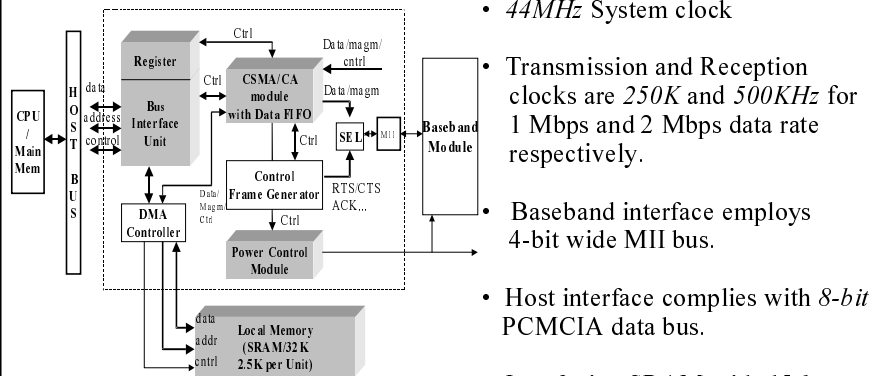 CPU
/
Main
Mem
H
O
S
T
B
U
S
data
address
control
Register
Bus
Interface
Unit
Ctrl
Ctrl
CSMA/CA
module
with Data FIFO
Data/magm/
cntrl
Data/magm
SEL
MII
Baseband
Module
Ctrl
Control
Frame Generator
RTS/CTS
ACK...
Data/
Magm/
Ctrl
DMA
Controller
Ctrl
Power Control
Module
data
addr
cntrl
Local Memory
(SRAM/32 K
2.5K per Unit)
• 44MHz System clock
• Transmission and Reception
clocks are 250K and 500KHz for
1 Mbps and 2 Mbps data rate
respectively.
• Baseband interface employs
4-bit wide MII bus.
• Host interface complies with 8-bit
PCMCIA data bus.